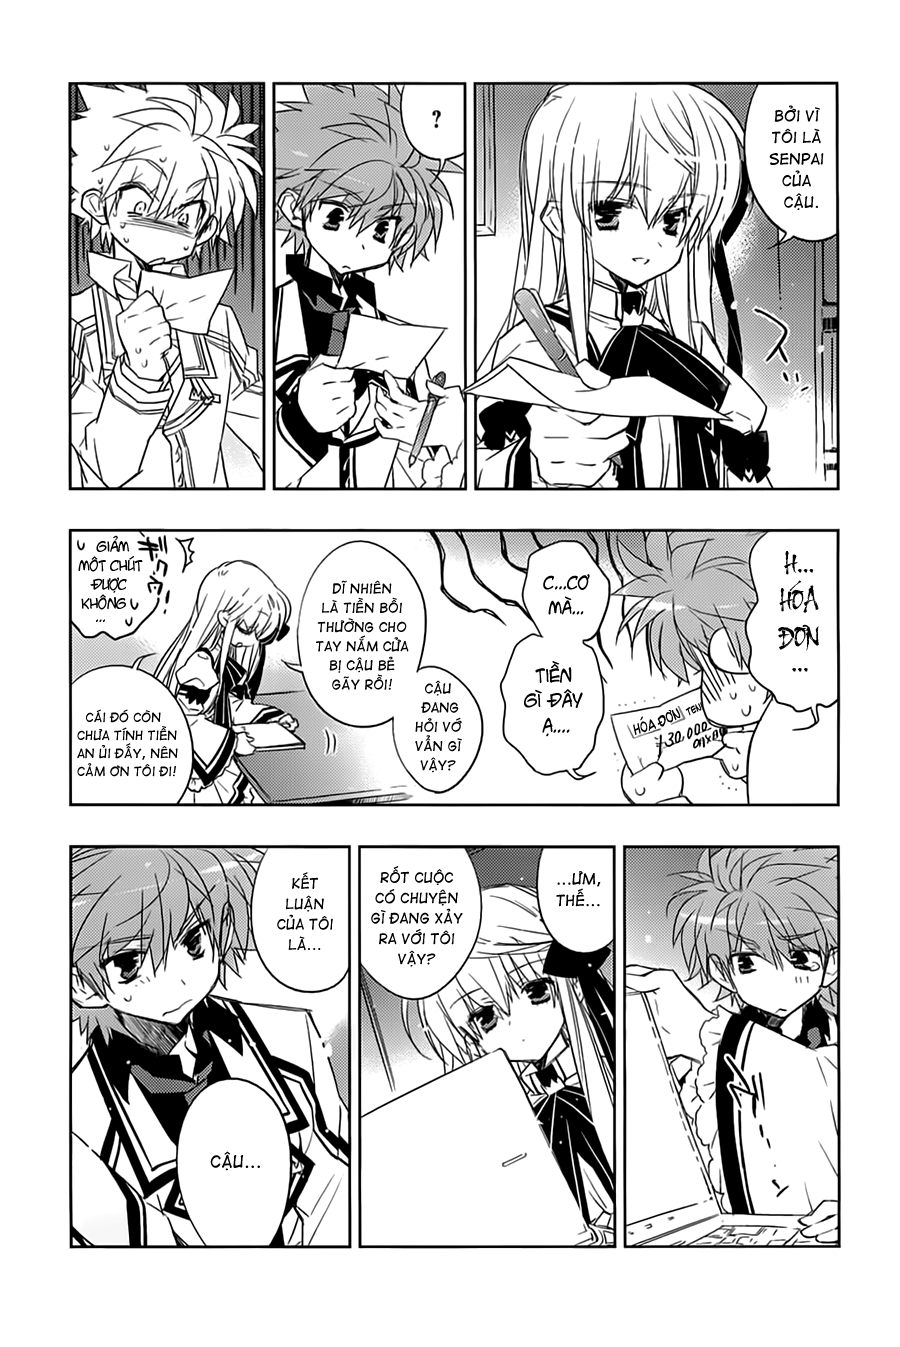 BỞI VÌ
TÔI LÀ
SENPAI
CỦA
CẬU.
?
H...
HÓA
ĐƠN
...
HÓA ĐƠN
¥30,000
C...CƠ
MÀ...
TIỀN
GÌ ĐÂY
Ạ....
DĨ NHIÊN
LÀ TIỀN BỒI
THƯỜNG CHO
TAY NẮM CỬA
BỊ CẬU BẺ
GÃY RỒI!
CẬU
ĐANG
HỎI VỚ
VẨN GÌ
VẬY?
GIẢM
MỘT CHÚT
ĐƯỢC
KHÔNG
...
CÁI ĐÓ CÒN
CHƯA TÍNH TIỀN
AN ỦI ĐẤY, NÊN
CẢM ƠN TÔI ĐI!
...ƯM,
THẾ...
RỐT CUỘC
CÓ CHUYỆN
GÌ ĐANG XẢY
RA VỚI TÔI
VẬY?
KẾT
LUẬN
CỦA TÔI
LÀ...
CẬU...